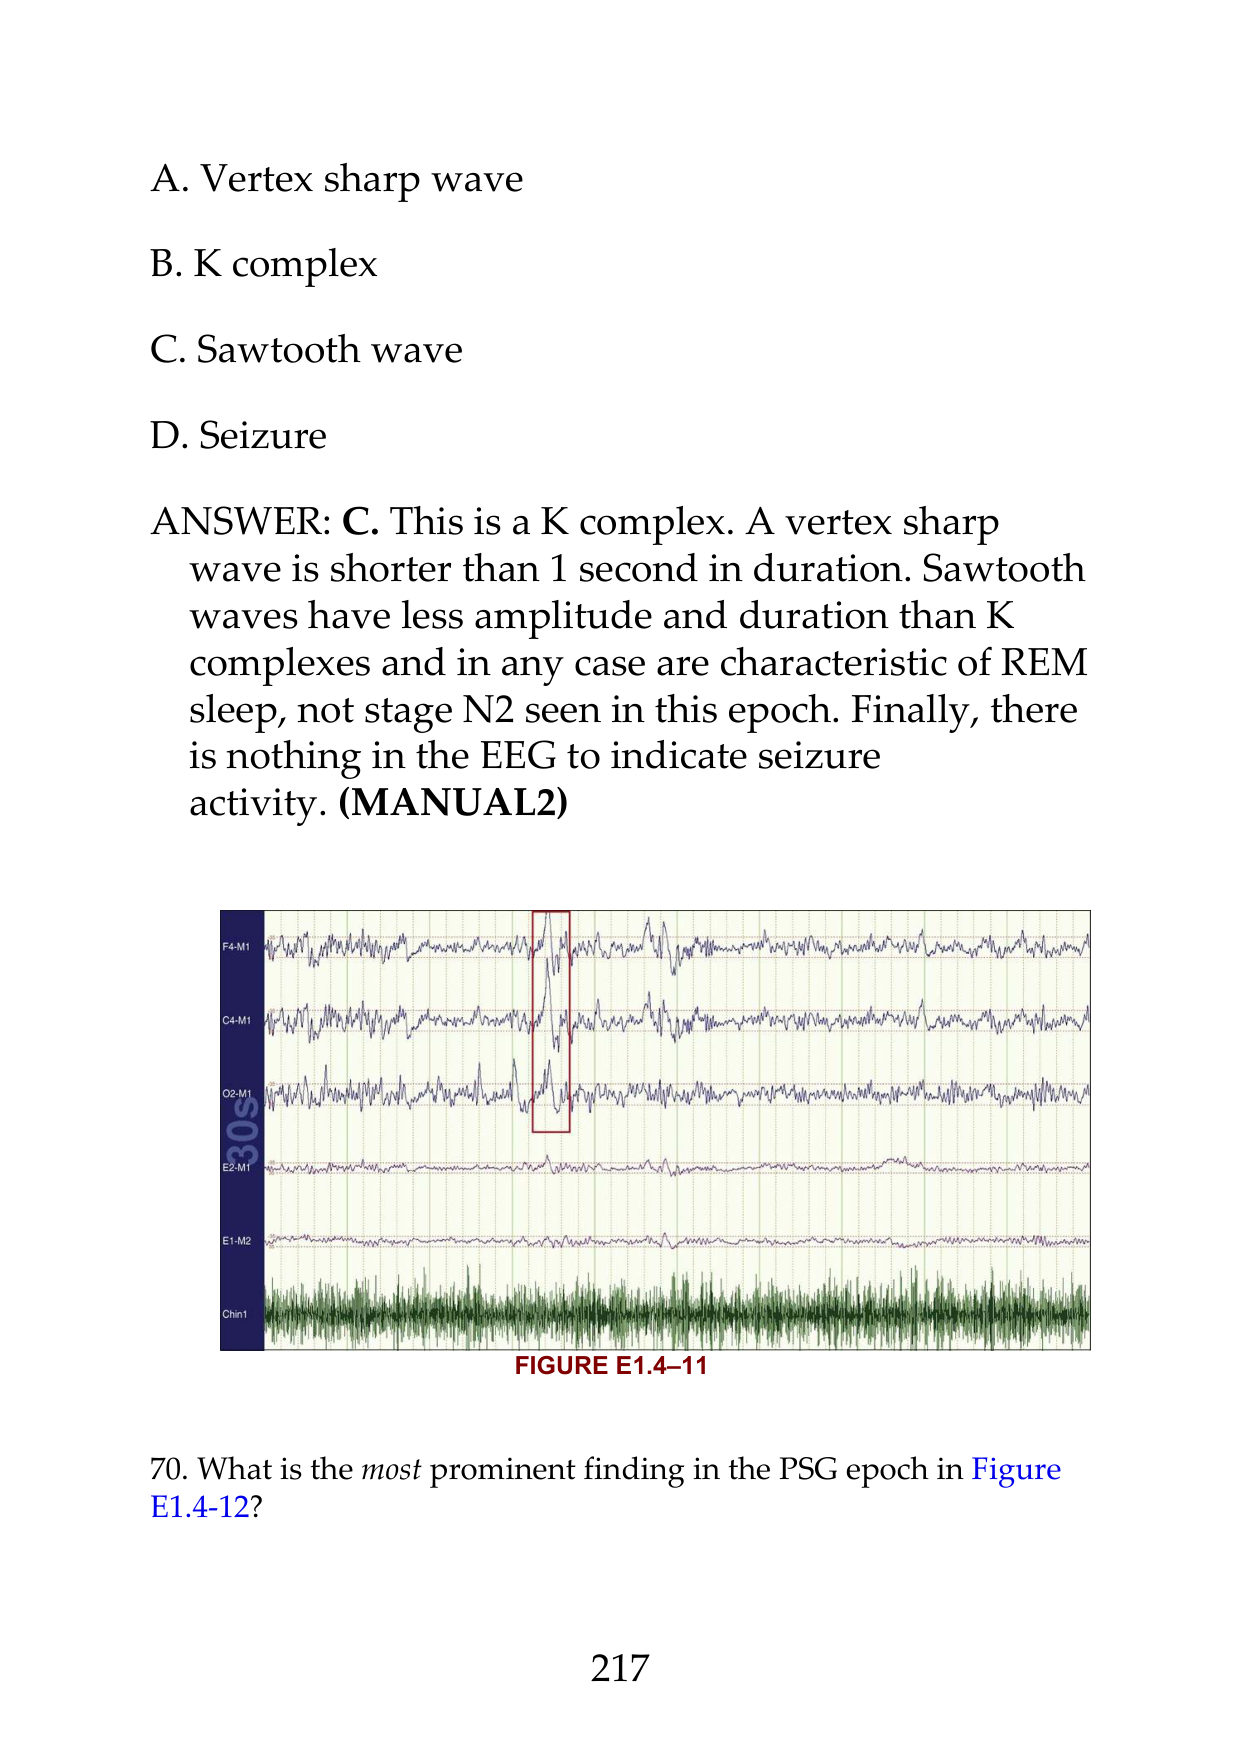 A. Vertex sharp wave
B. K complex
C. Sawtooth wave
D. Seizure
ANSWER: C. This is a K complex. A vertex sharp
wave is shorter than 1 second in duration. Sawtooth
waves have less amplitude and duration than K
complexes and in any case are characteristic of REM
sleep, not stage N2 seen in this epoch. Finally, there
is nothing in the EEG to indicate seizure
activity. (MANUAL2)
F4-M1
C4-M1
O2-M1
30s
E2-M1
E1-M2
Chin1
FIGURE E1.4–11
70. What is the most prominent finding in the PSG epoch in Figure
E1.4-12?
217